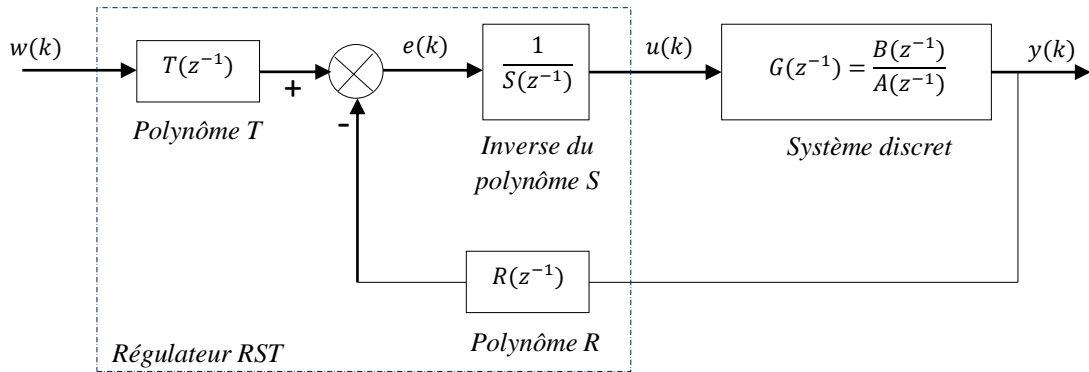 w(k)
T(z⁻¹)
+
-
e(k)
1
S(z⁻¹)
u(k)
G(z⁻¹) = B(z⁻¹)/A(z⁻¹)
y(k)
Polynôme T
Inverse du
polynôme S
Système discret
R(z⁻¹)
Polynôme R
Régulateur RST